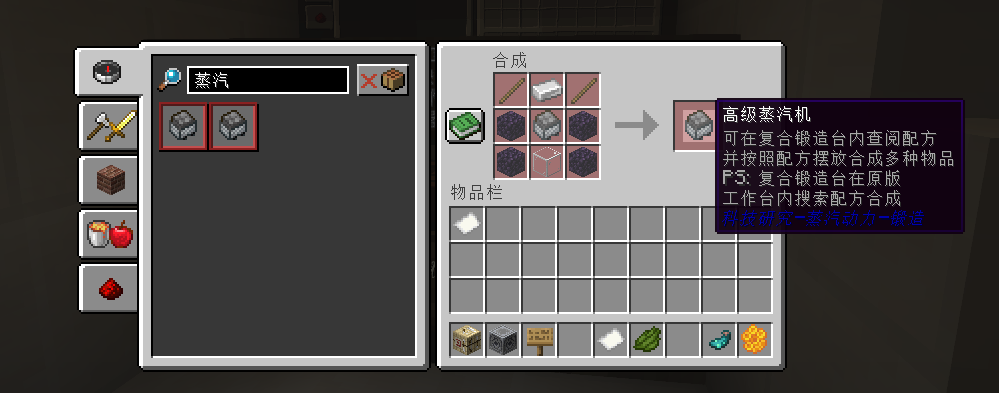 蒸汽
合成
高级蒸汽机
可在复合锻造台内查阅配方
并按照配方摆放合成多种物品
PS: 复合锻造台在原版
工作台内搜索配方合成
物品栏